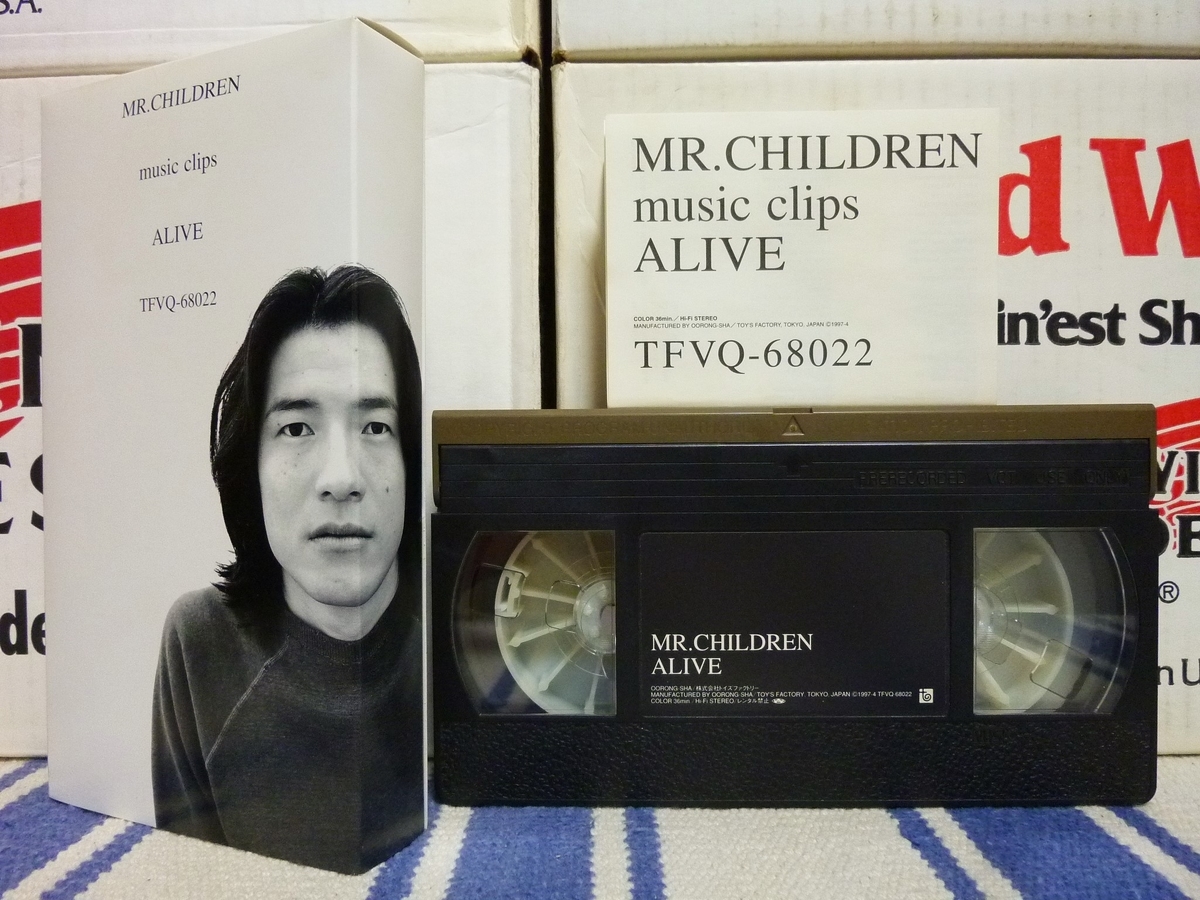 S.A.
MR.CHILDREN
music clips
ALIVE
TFVQ-68022
MR.CHILDREN
music clips
ALIVE
COLOR 36min.／Hi-Fi STEREO
MANUFACTURED BY OORONG-SHA／TOY'S FACTORY. TOKYO. JAPAN ©1997-4
TFVQ-68022
d W
in'est Sh
de
®
n U
PRERECORDED
MR.CHILDREN
ALIVE
OORONG-SHA／株式会社トイズファクトリー
MANUFACTURED BY OORONG-SHA／TOY'S FACTORY. TOKYO. JAPAN ©1997-4 TFVQ 68022
COLOR 36min／Hi-Fi STEREO／レンタル禁止